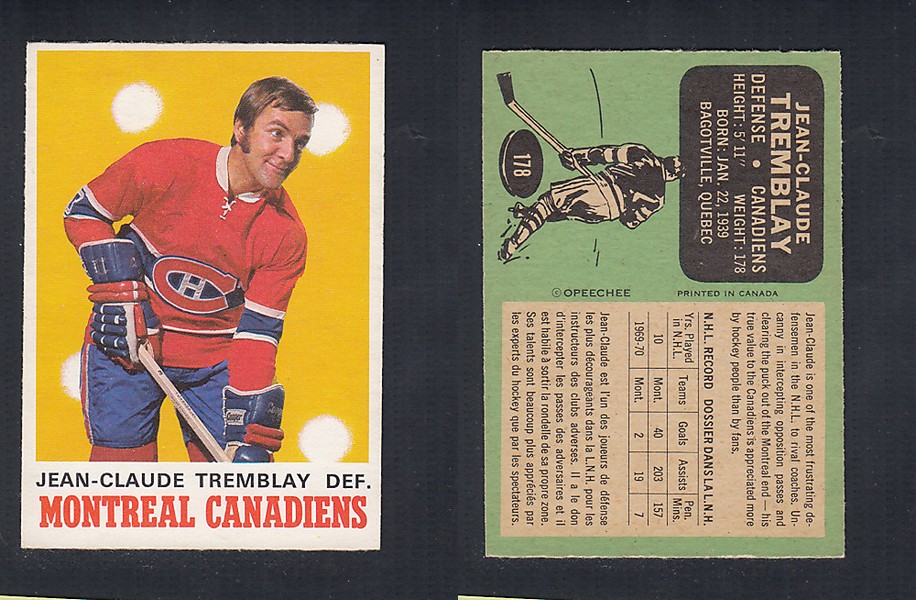 JEAN-CLAUDE TREMBLAY DEF.
MONTREAL CANADIENS
JEAN-CLAUDE
TREMBLAY
DEFENSE • CANADIENS
HEIGHT: 5' 11" WEIGHT: 178
BORN: JAN. 22, 1939
BAGOTVILLE, QUEBEC
178
© OPEECHEE
PRINTED IN CANADA
Jean-Claude is one of the most frustrating de-
fensemen in the N.H.L. to rival coaches. Un-
canny in intercepting opposition passes, and
clearing the puck out of the Montreal end — his
true value to the Canadiens is appreciated more
by hockey people than by fans.
N.H.L. RECORD DOSSIER DANS LA L.N.H.
Yrs. Played in N.H.L. Teams Goals Assists Pen. Mins.
10 Mont. 40 203 157
1969-70 Mont. 2 19 7
Jean-Claude est l'un des joueurs de défense
les plus décourageants dans la L.N.H. pour les
instructeurs des clubs adverses. Il a le don
d'intercepter les passes des adversaires et il
est habile à sortir la rondelle de sa propre zone.
Ses talents sont beaucoup plus appréciés par
les experts du hockey que par les spectateurs.